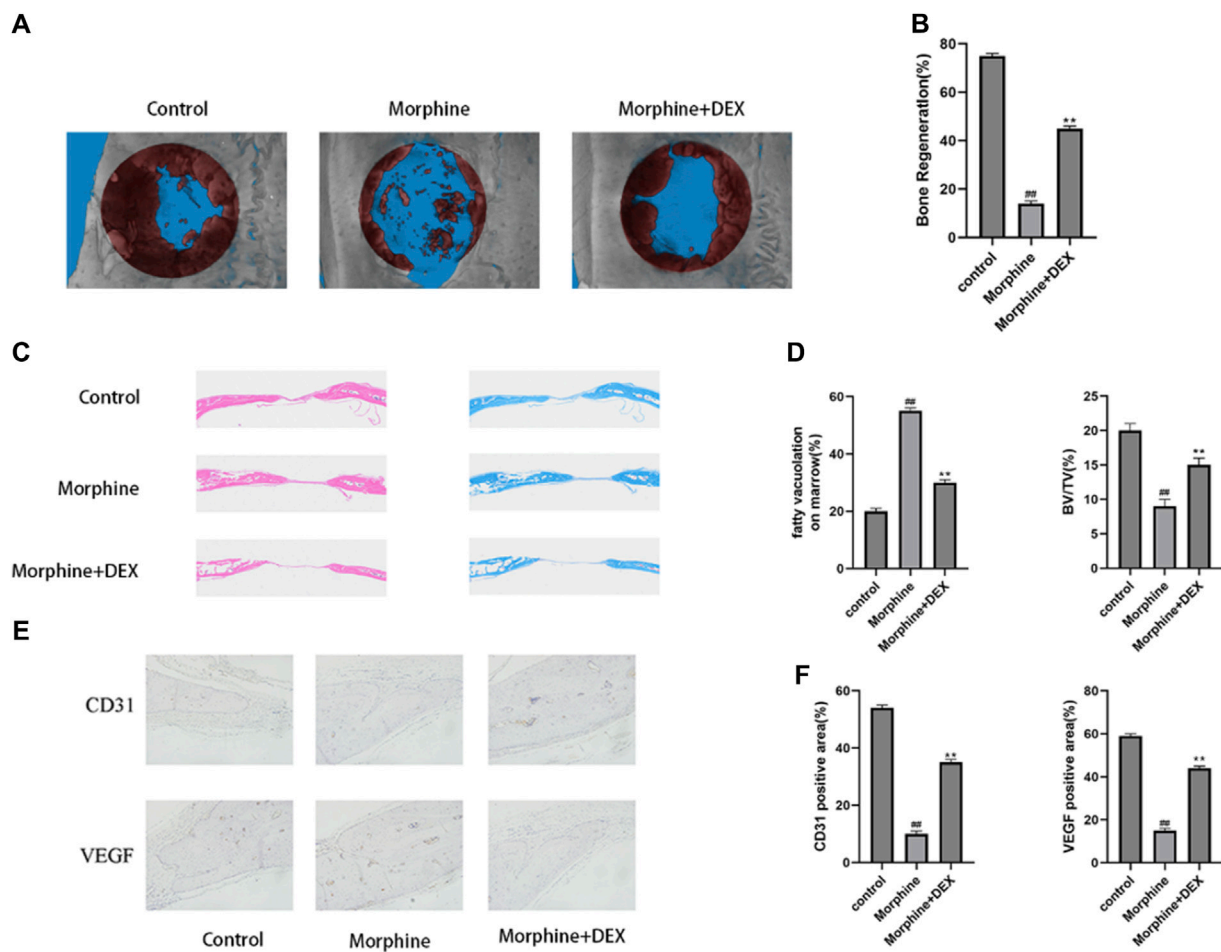 A
Control Morphine Morphine+DEX
B
Bone Regeneration(%)
80
60
40
20
0
##
**
control
Morphine
Morphine+DEX
C
Control
Morphine
Morphine+DEX
D
fatty vacuolation
on marrow(%)
60
40
20
0
##
**
control
Morphine
Morphine+DEX
BV/TV(%)
25
20
15
10
5
0
##
**
control
Morphine
Morphine+DEX
E
CD31
VEGF
Control Morphine Morphine+DEX
F
CD31 positive area(%)
60
40
20
0
##
**
control
Morphine
Morphine+DEX
VEGF positive area(%)
80
60
40
20
0
##
**
control
Morphine
Morphine+DEX